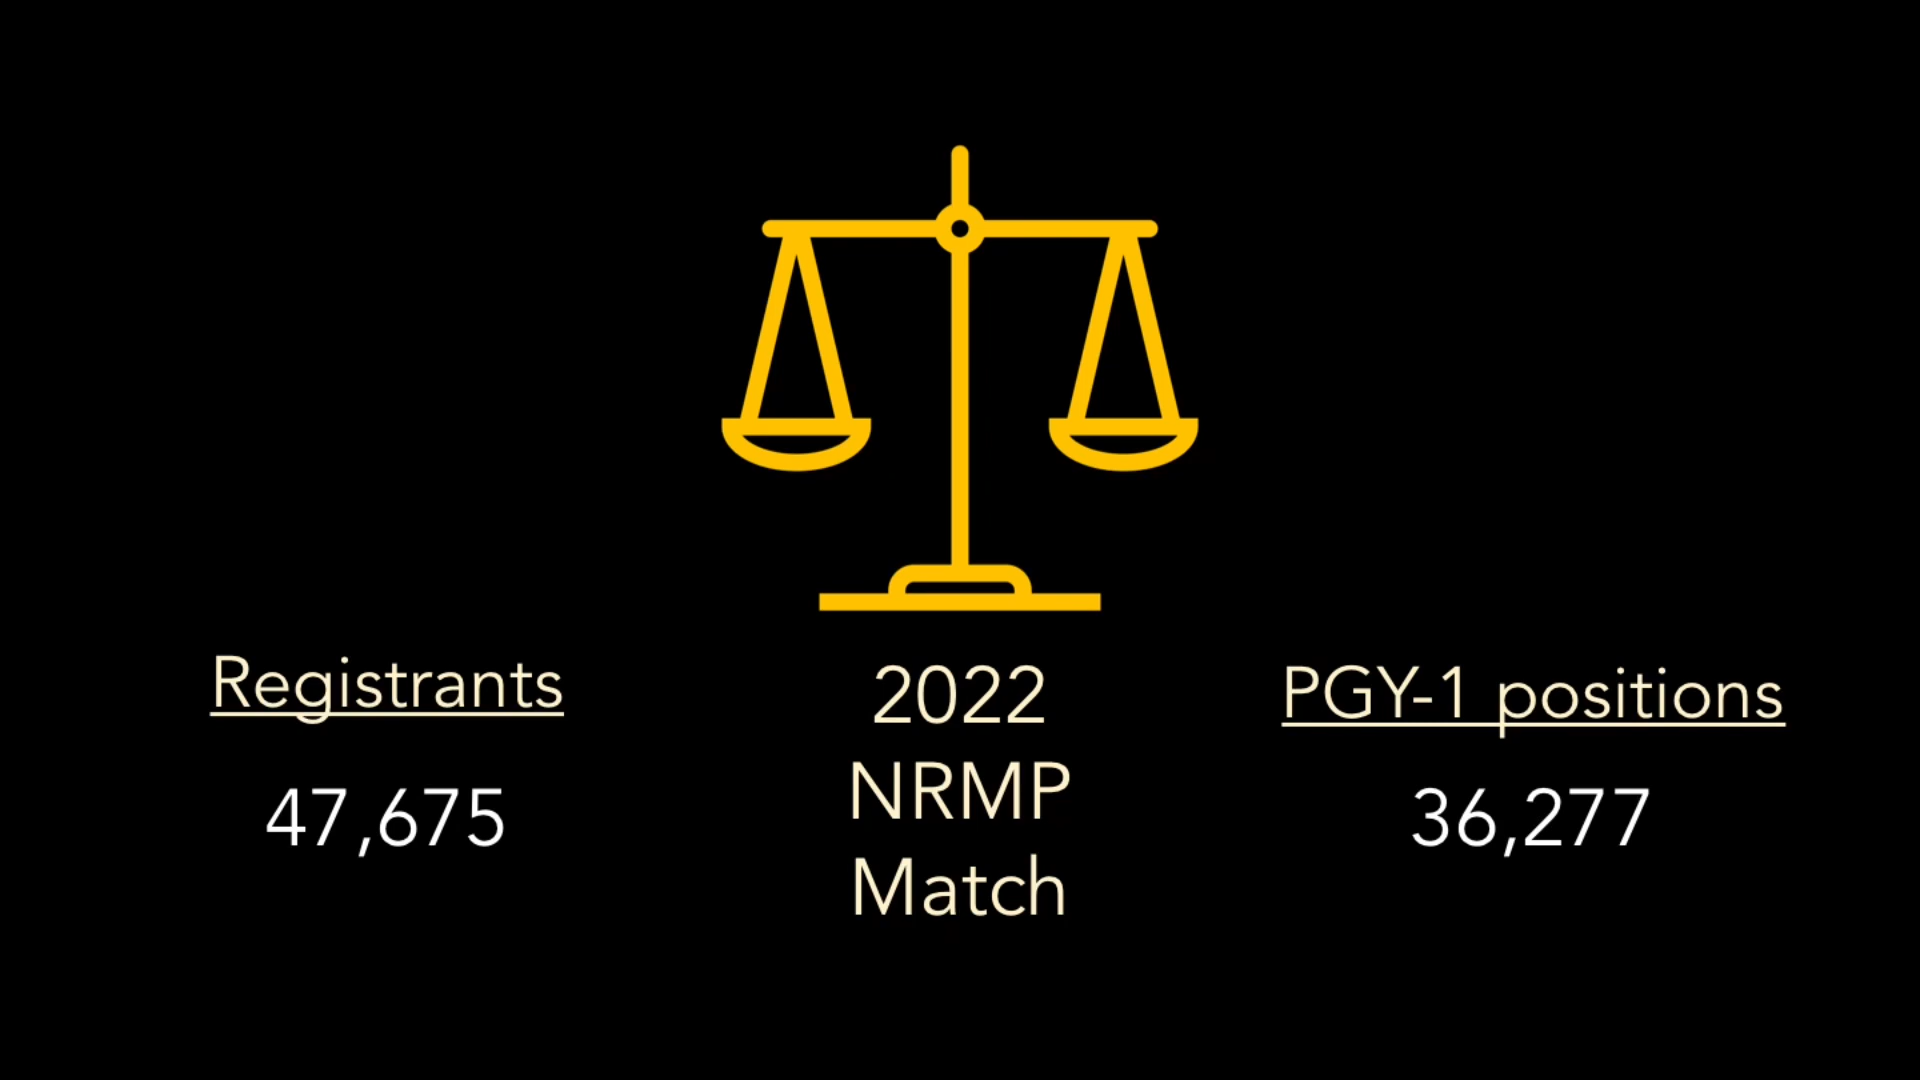 Registrants
47,675
2022
NRMP
Match
PGY-1 positions
36,277